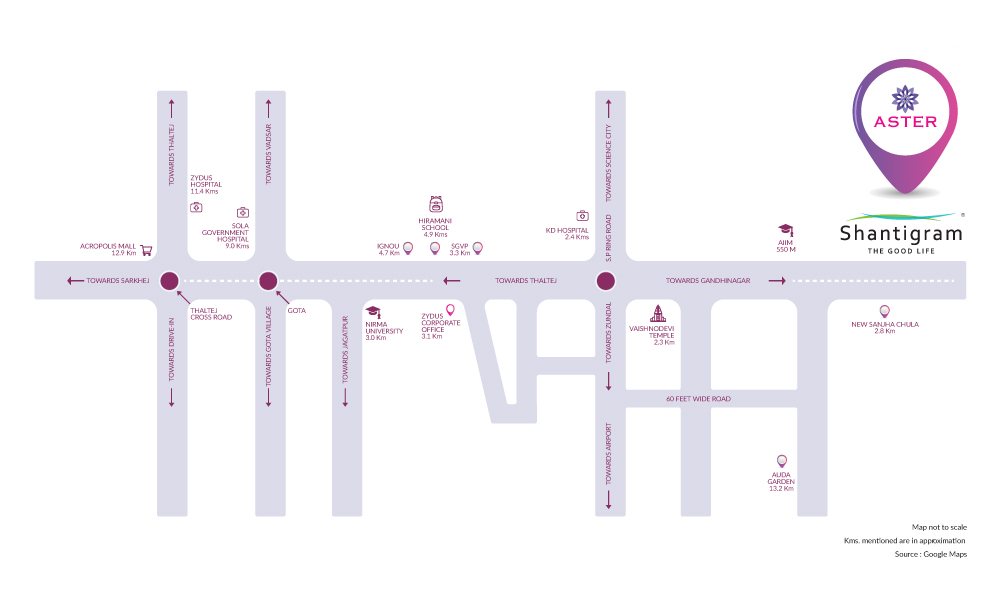 ASTER
®
Shantigram
THE GOOD LIFE
TOWARDS THALTEJ
TOWARDS VADSAR
TOWARDS SCIENCE CITY
S.P RING ROAD
ZYDUS
HOSPITAL
11.4 Kms
SOLA
GOVERNMENT
HOSPITAL
9.0 Kms
HIRAMANI
SCHOOL
4.9 Kms
KD HOSPITAL
2.4 Kms
AIIM
550 M
ACROPOLIS MALL
12.9 Km
IGNOU
4.7 Km
SGVP
3.3 Km
TOWARDS SARKHEJ
TOWARDS THALTEJ
TOWARDS GANDHINAGAR
THALTEJ
CROSS ROAD
GOTA
NIRMA
UNIVERSITY
3.0 Km
ZYDUS
CORPORATE
OFFICE
3.1 Km
VAISHNODEVI
TEMPLE
2.3 Km
NEW SANJHA CHULA
2.8 Km
TOWARDS DRIVE-IN
TOWARDS GOTA VILLAGE
TOWARDS JAGATPUR
TOWARDS ZUNDAL
60 FEET WIDE ROAD
TOWARDS AIRPORT
AUDA
GARDEN
13.2 Km
Map not to scale
Kms. mentioned are in approximation
Source : Google Maps